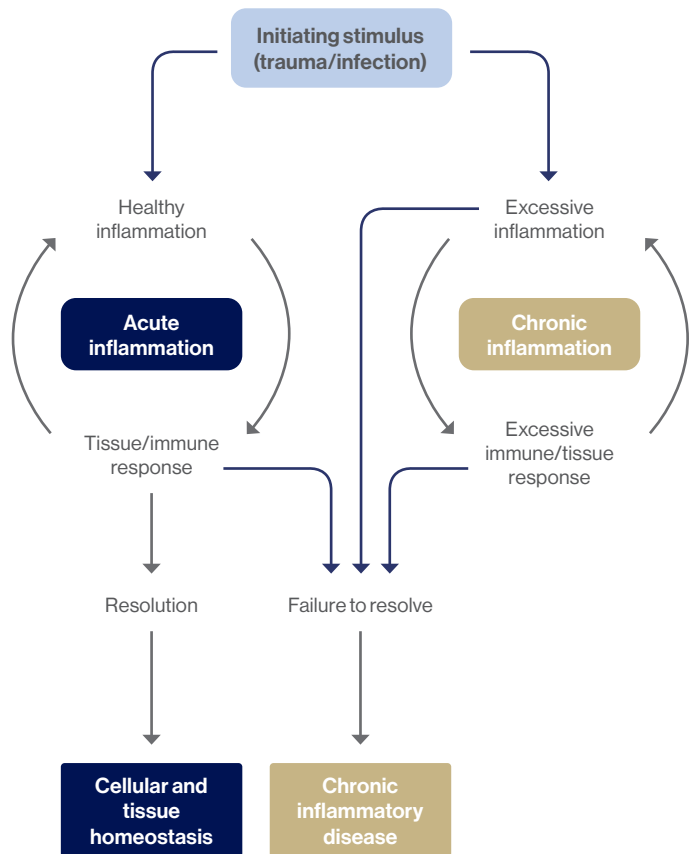 Initiating stimulus
(trauma/infection)
Healthy
inflammation
Excessive
inflammation
Acute
inflammation
Chronic
inflammation
Tissue/immune
response
Excessive
immune/tissue
response
Resolution
Failure to resolve
Cellular and
tissue
homeostasis
Chronic
inflammatory
disease